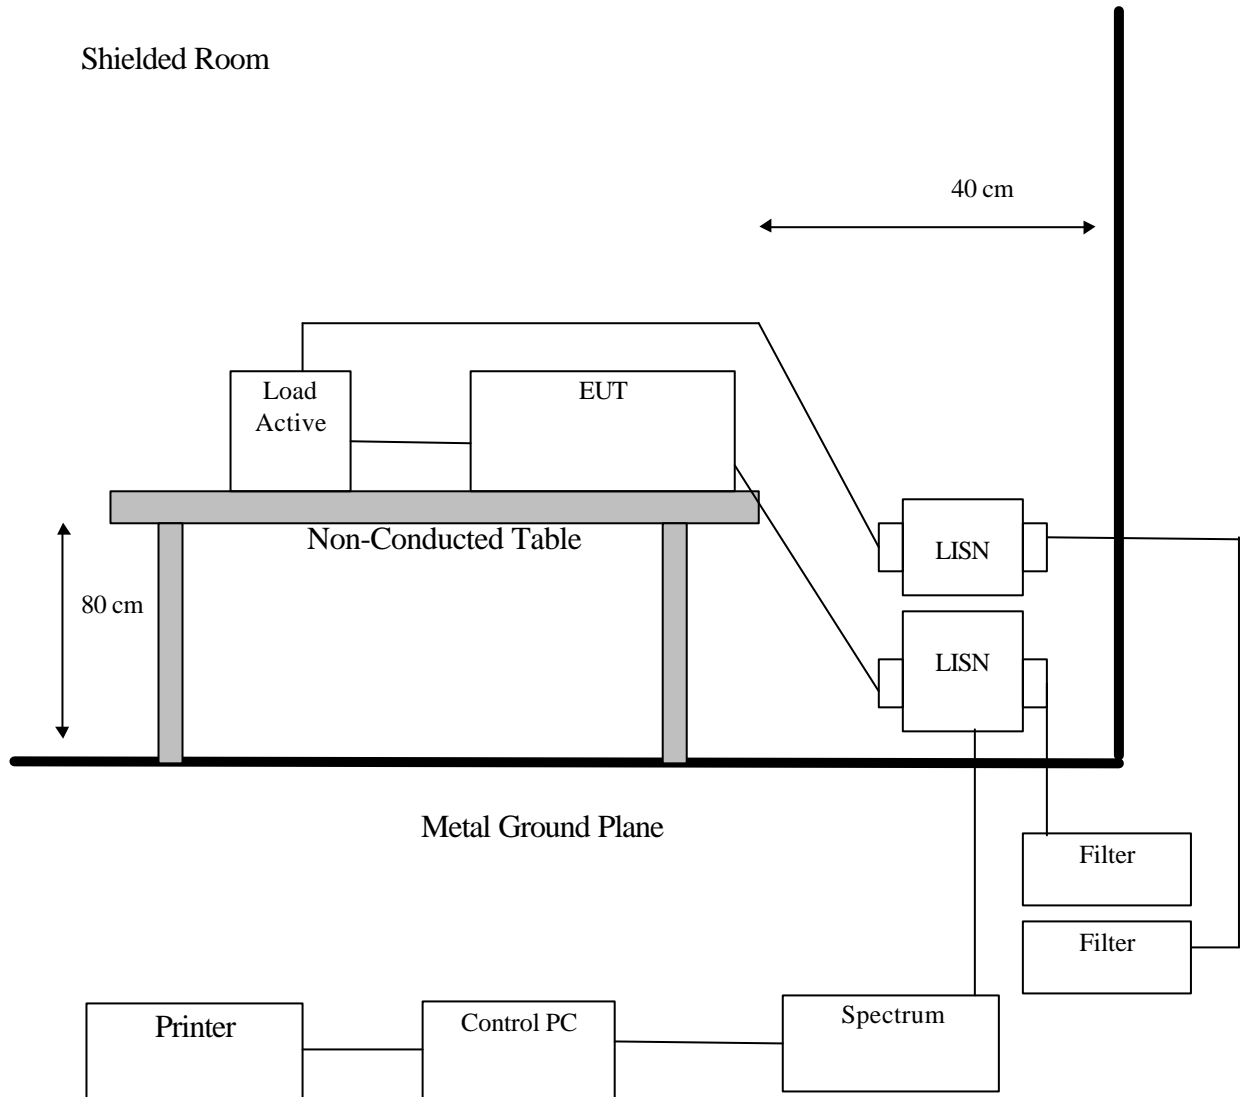 Shielded Room
40 cm
Load
Active
EUT
Non-Conducted Table
LISN
80 cm
LISN
Metal Ground Plane
Filter
Filter
Printer
Control PC
Spectrum